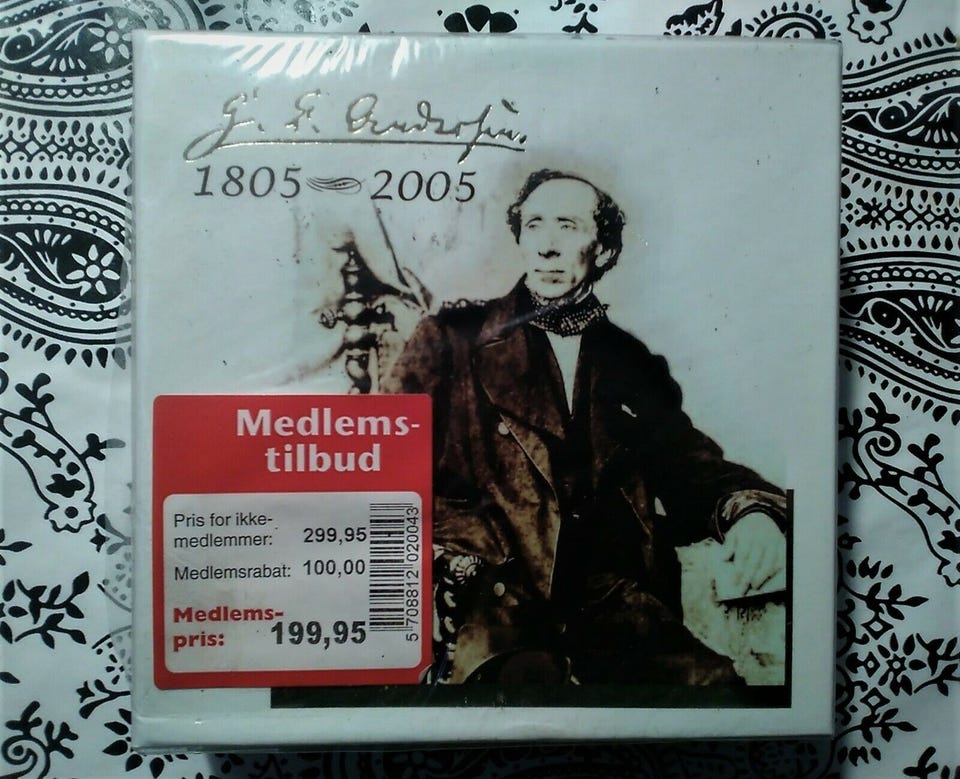 H. C. Andersen.
1805 2005
Medlems-
tilbud
Pris for ikke-
medlemmer: 299,95
Medlemsrabat: 100,00
Medlems-
pris: 199,95
5 708812 020043